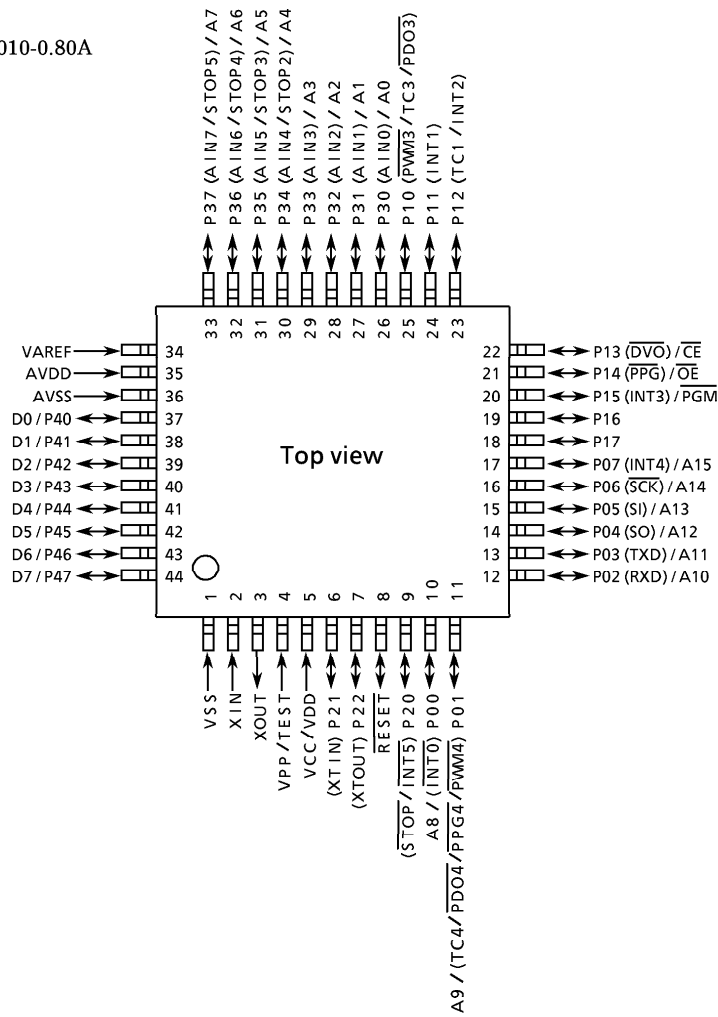 010-0.80A
P37 (AIN7/STOP5)/A7
P36 (AIN6/STOP4)/A6
P35 (AIN5/STOP3)/A5
P34 (AIN4/STOP2)/A4
P33 (AIN3)/A3
P32 (AIN2)/A2
P31 (AIN1)/A1
P30 (AIN0)/A0
P10 (PWM3/TC3/PDO3)
P11 (INT1)
P12 (TC1/INT2)
33 32 31 30 29 28 27 26 25 24 23
VAREF 34
AVDD 35
AVSS 36
D0/P40 37
D1/P41 38
D2/P42 39
D3/P43 40
D4/P44 41
D5/P45 42
D6/P46 43
D7/P47 44
Top view
22 P13 (DVO)/CE
21 P14 (PPG)/OE
20 P15 (INT3)/PGM
19 P16
18 P17
17 P07 (INT4)/A15
16 P06 (SCK)/A14
15 P05 (SI)/A13
14 P04 (SO)/A12
13 P03 (TXD)/A11
12 P02 (RXD)/A10
1 2 3 4 5 6 7 8 9 10 11
VSS
XIN
XOUT
VPP/TEST
VCC/VDD
(XTIN) P21
(XTOUT) P22
RESET
(STOP/INT5) P20
A8/(INT0) P00
A9/(TC4/PDO4/PPG4/PWM4) P01